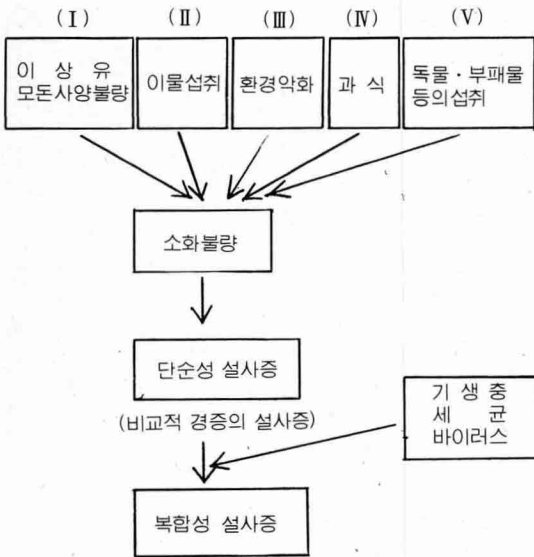 (Ⅰ) (Ⅱ) (Ⅲ) (Ⅳ) (Ⅴ)
이 상 유
모돈사양불량
이물섭취
환경악화
과 식
독물·부패물
등의섭취
소화불량
단순성 설사증
(비교적 경증의 설사증)
기 생 충
세 균
바이러스
복합성 설사증